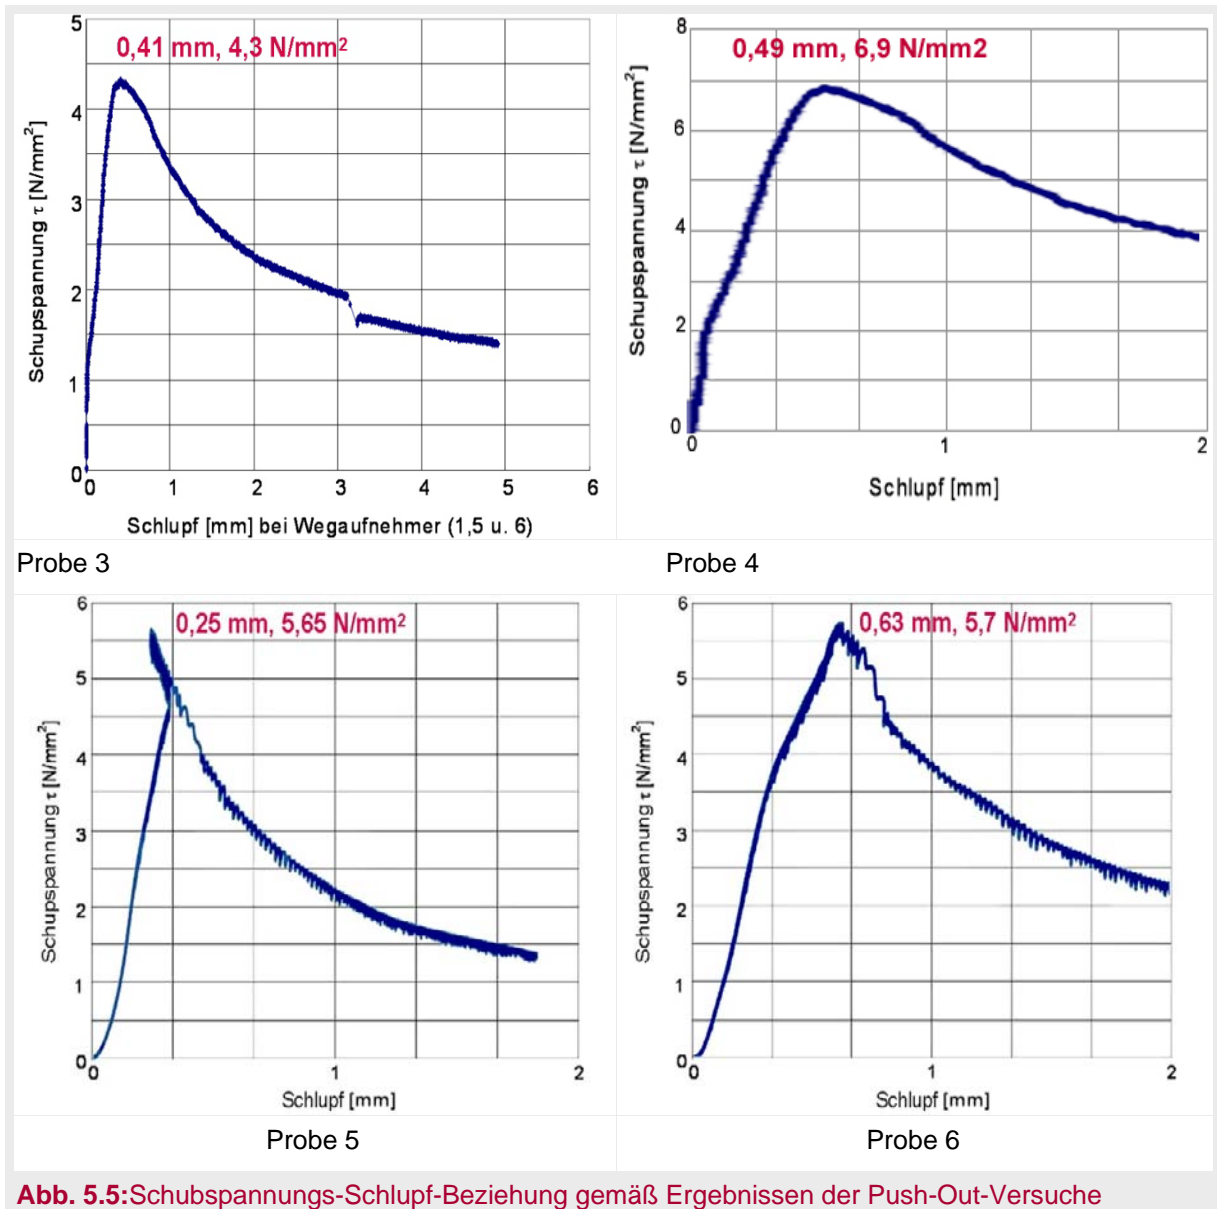 0,41 mm, 4,3 N/mm²
5
4
3
2
1
0
Schupspannung τ [N/mm²]
0 1 2 3 4 5 6
Schlupf [mm] bei Wegaufnehmer (1,5 u. 6)
0,49 mm, 6,9 N/mm2
8
6
4
2
0
Schupspannung τ [N/mm²]
0 1 2
Schlupf [mm]
Probe 3
Probe 4
0,25 mm, 5,65 N/mm²
6
5
4
3
2
1
0
Schupspannung τ [N/mm²]
0 1 2
Schlupf [mm]
0,63 mm, 5,7 N/mm²
6
5
4
3
2
1
0
Schupspannung τ [N/mm²]
0 1 2
Schlupf [mm]
Probe 5
Probe 6
Abb. 5.5:Schubspannungs-Schlupf-Beziehung gemäß Ergebnissen der Push-Out-Versuche